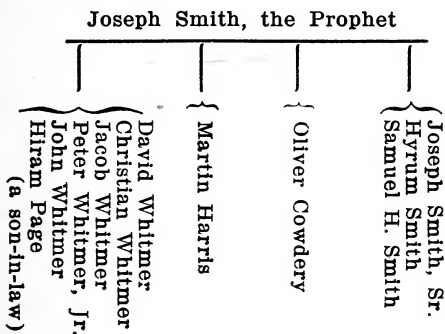 Joseph Smith, the Prophet
David Whitmer
Christian Whitmer
Jacob Whitmer
Peter Whitmer, Jr.
John Whitmer
Hiram Page
(a son-in-law)
Martin Harris
Oliver Cowdery
Joseph Smith, Sr.
Hyrum Smith
Samuel H. Smith